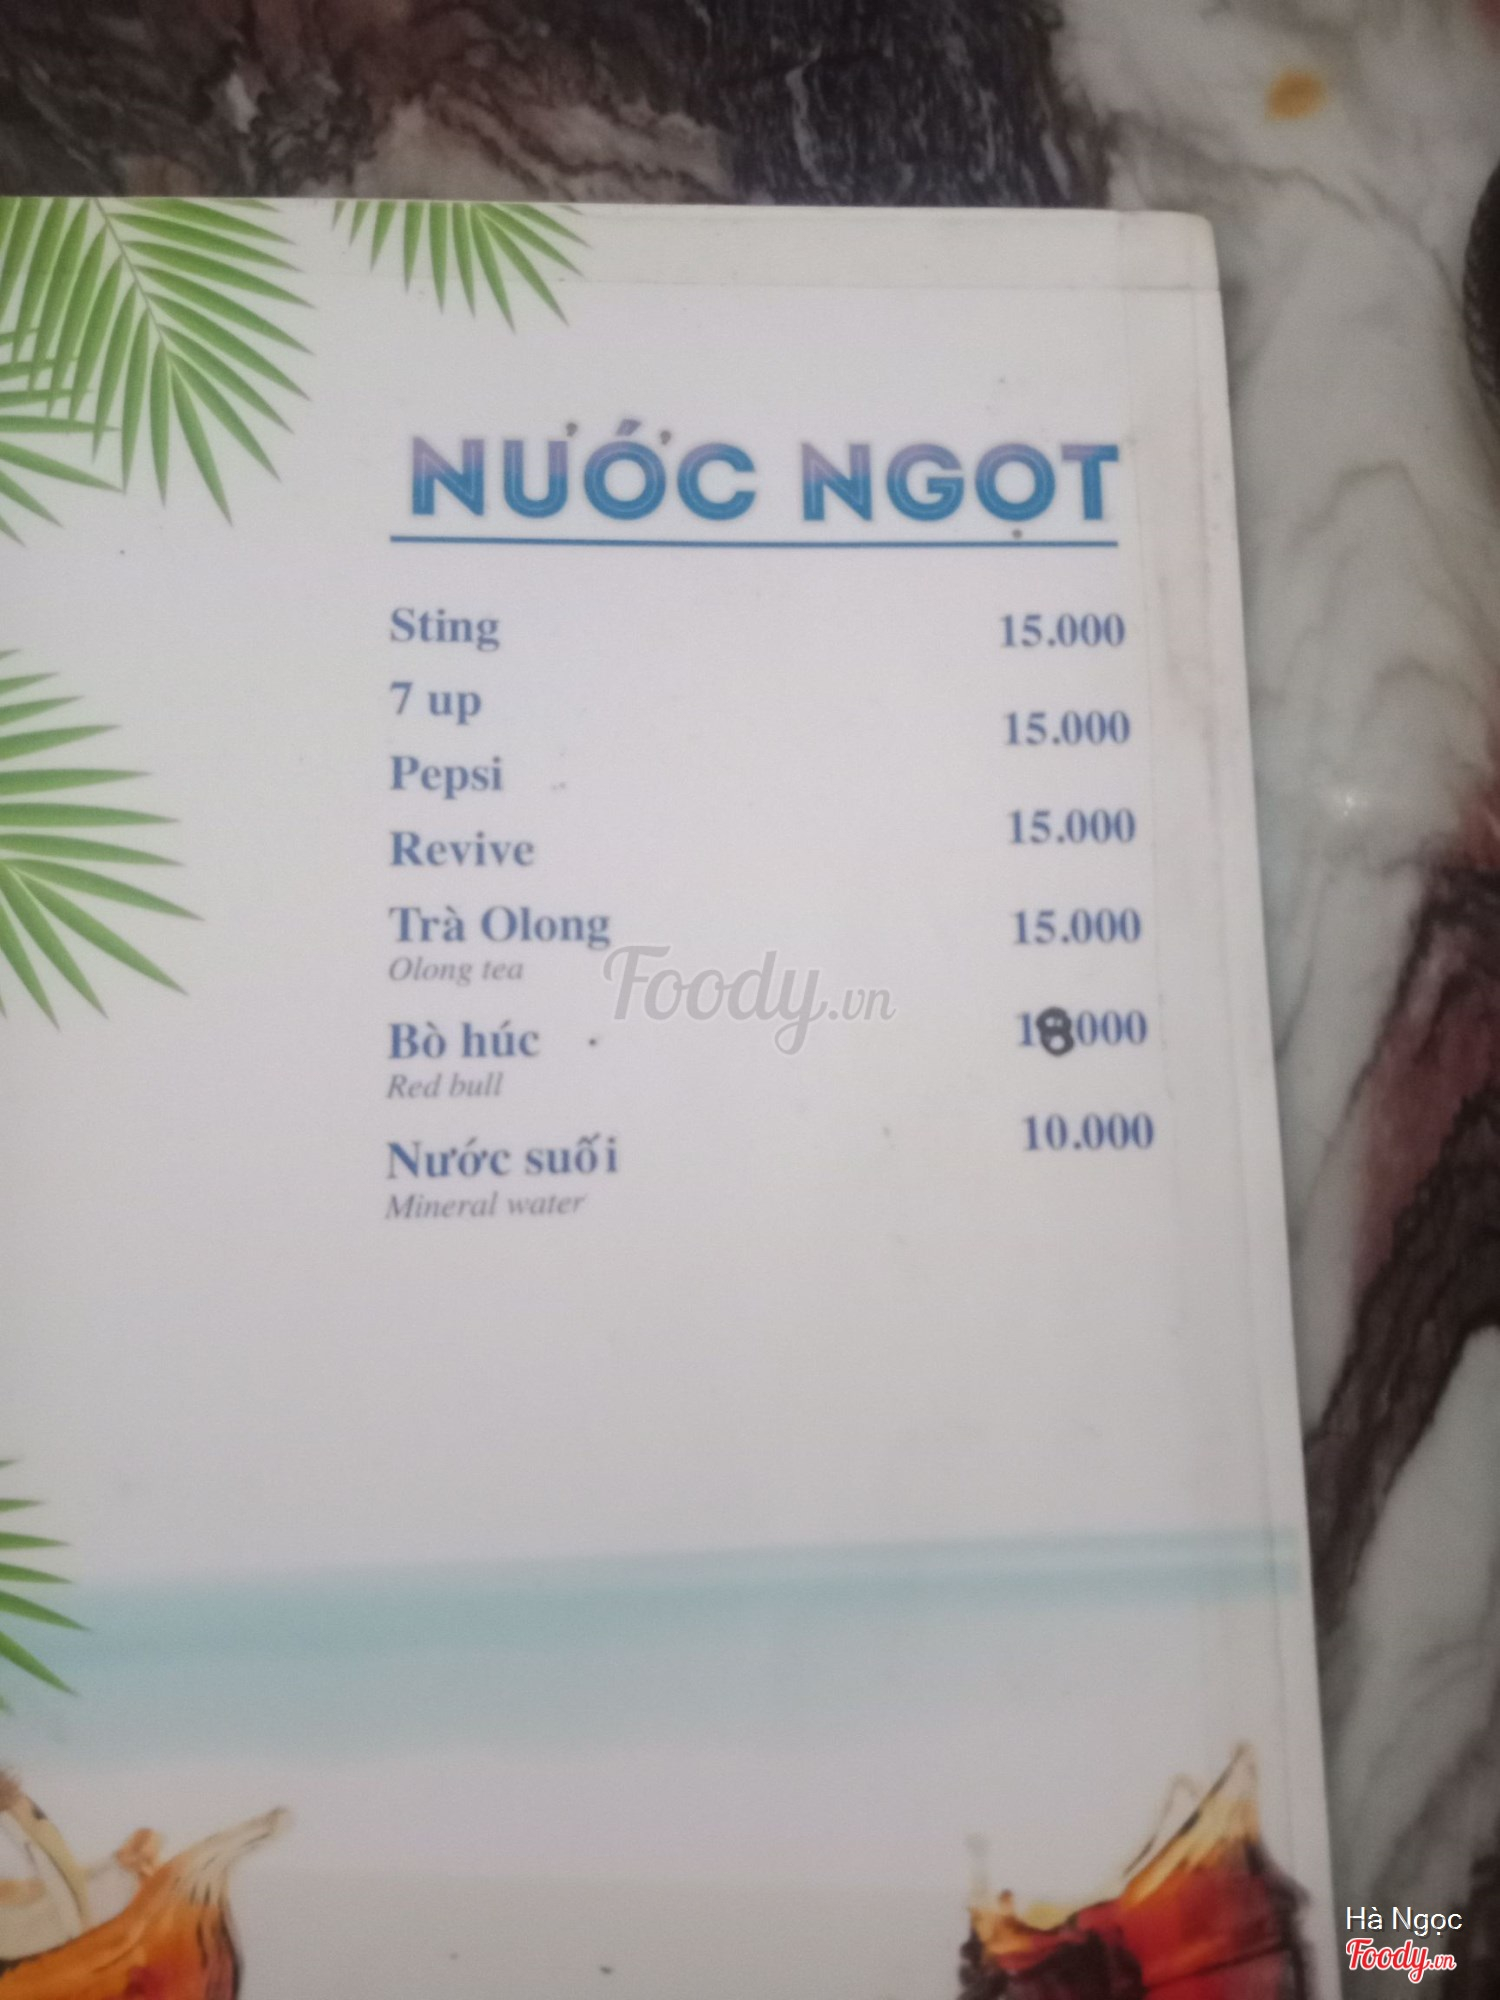 NƯỚC NGỌT
Sting 15.000
7 up 15.000
Pepsi 15.000
Revive 15.000
Trà Olong 18000
Olong tea
Bò húc 10.000
Red bull
Nước suối
Mineral water
Foody.vn
Hà Ngọc
Foody.vn